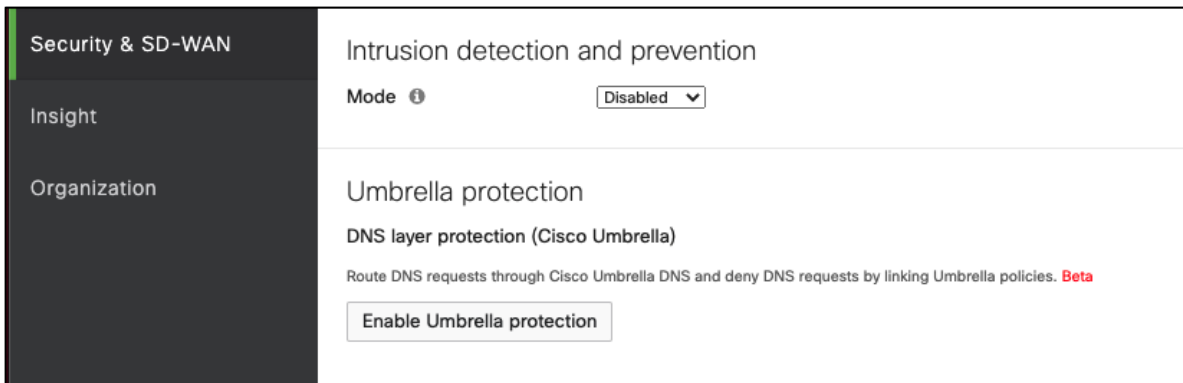 Security & SD-WAN
Insight
Organization
Intrusion detection and prevention
Mode Disabled
Umbrella protection
DNS layer protection (Cisco Umbrella)
Route DNS requests through Cisco Umbrella DNS and deny DNS requests by linking Umbrella policies. Beta
Enable Umbrella protection